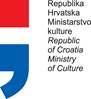 Republika
Hrvatska
Ministarstvo
kulture
Republic
of Croatia
Ministry
of Culture